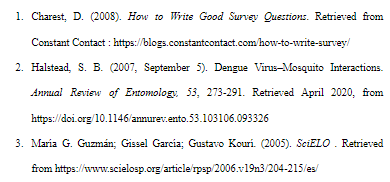 1. Charest, D. (2008). How to Write Good Survey Questions. Retrieved from
Constant Contact : https://blogs.constantcontact.com/how-to-write-survey/
2. Halstead, S. B. (2007, September 5). Dengue Virus–Mosquito Interactions.
Annual Review of Entomology, 53, 273-291. Retrieved April 2020, from
https://doi.org/10.1146/annurev.ento.53.103106.093326
3. María G. Guzmán; Gissel García; Gustavo Kourí. (2005). SciELO . Retrieved
from https://www.scielosp.org/article/rpsp/2006.v19n3/204-215/es/